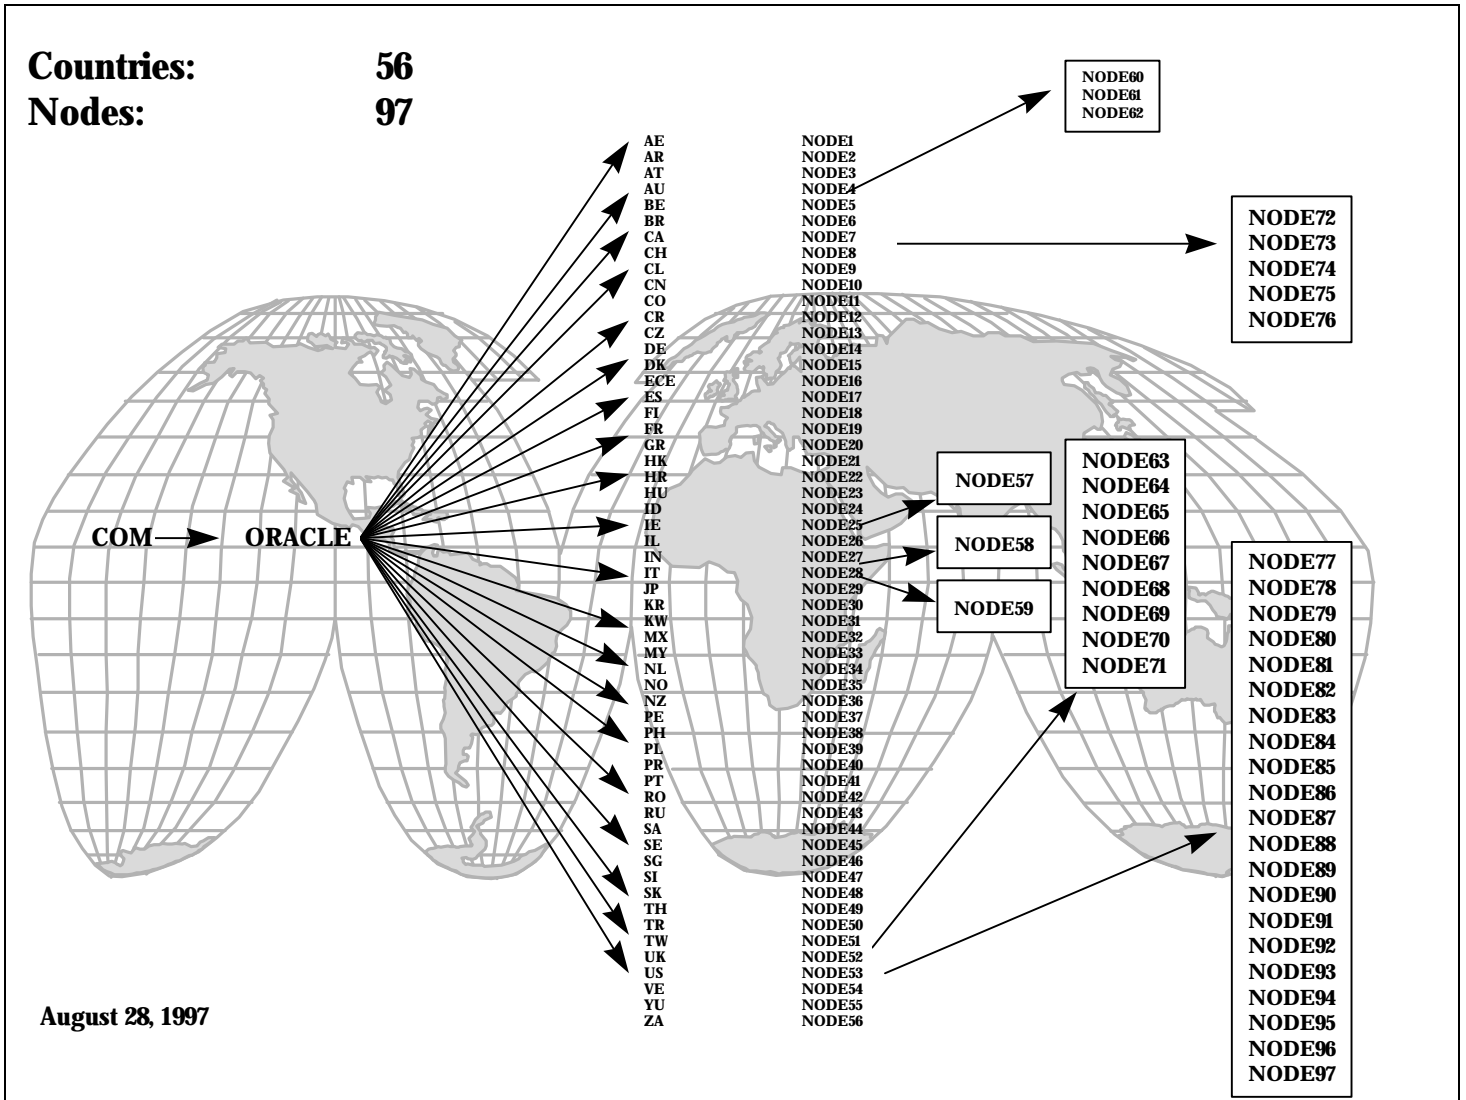 Countries: 56
Nodes: 97
COM ORACLE
August 28, 1997
AE NODE1
AR NODE2
AT NODE3
AU NODE4
BE NODE5
BR NODE6
CA NODE7
CH NODE8
CL NODE9
CN NODE10
CO NODE11
CR NODE12
CZ NODE13
DE NODE14
DK NODE15
ECE NODE16
ES NODE17
FI NODE18
FR NODE19
GR NODE20
HK NODE21
HR NODE22
HU NODE23
ID NODE24
IE NODE25
IL NODE26
IN NODE27
IT NODE28
JP NODE29
KR NODE30
KW NODE31
MX NODE32
MY NODE33
NL NODE34
NO NODE35
NZ NODE36
PE NODE37
PH NODE38
PL NODE39
PR NODE40
PT NODE41
RO NODE42
RU NODE43
SA NODE44
SE NODE45
SG NODE46
SI NODE47
SK NODE48
TH NODE49
TR NODE50
TW NODE51
UK NODE52
US NODE53
VE NODE54
YU NODE55
ZA NODE56
NODE57
NODE58
NODE59
NODE60
NODE61
NODE62
NODE63
NODE64
NODE65
NODE66
NODE67
NODE68
NODE69
NODE70
NODE71
NODE72
NODE73
NODE74
NODE75
NODE76
NODE77
NODE78
NODE79
NODE80
NODE81
NODE82
NODE83
NODE84
NODE85
NODE86
NODE87
NODE88
NODE89
NODE90
NODE91
NODE92
NODE93
NODE94
NODE95
NODE96
NODE97